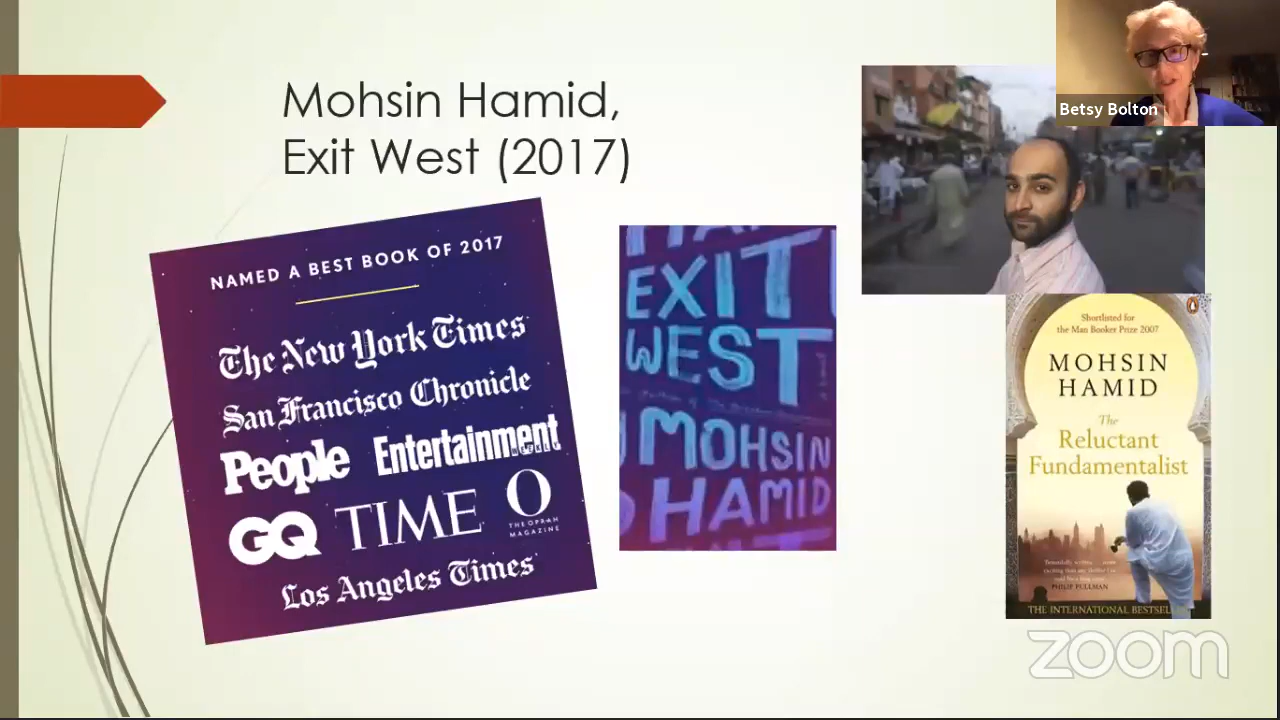 Mohsin Hamid,
Exit West (2017)
Betsy Bolton
NAMED A BEST BOOK OF 2017
The New York Times
San Francisco Chronicle
People Entertainment WEEKLY
GQ TIME O THE OPRAH MAGAZINE
Los Angeles Times
EXIT
WEST
MOHSIN
HAMID
Shortlisted for
the Man Booker Prize 2007
MOHSIN
HAMID
The
Reluctant
Fundamentalist
PHILIP PULLMAN
THE INTERNATIONAL
zoom